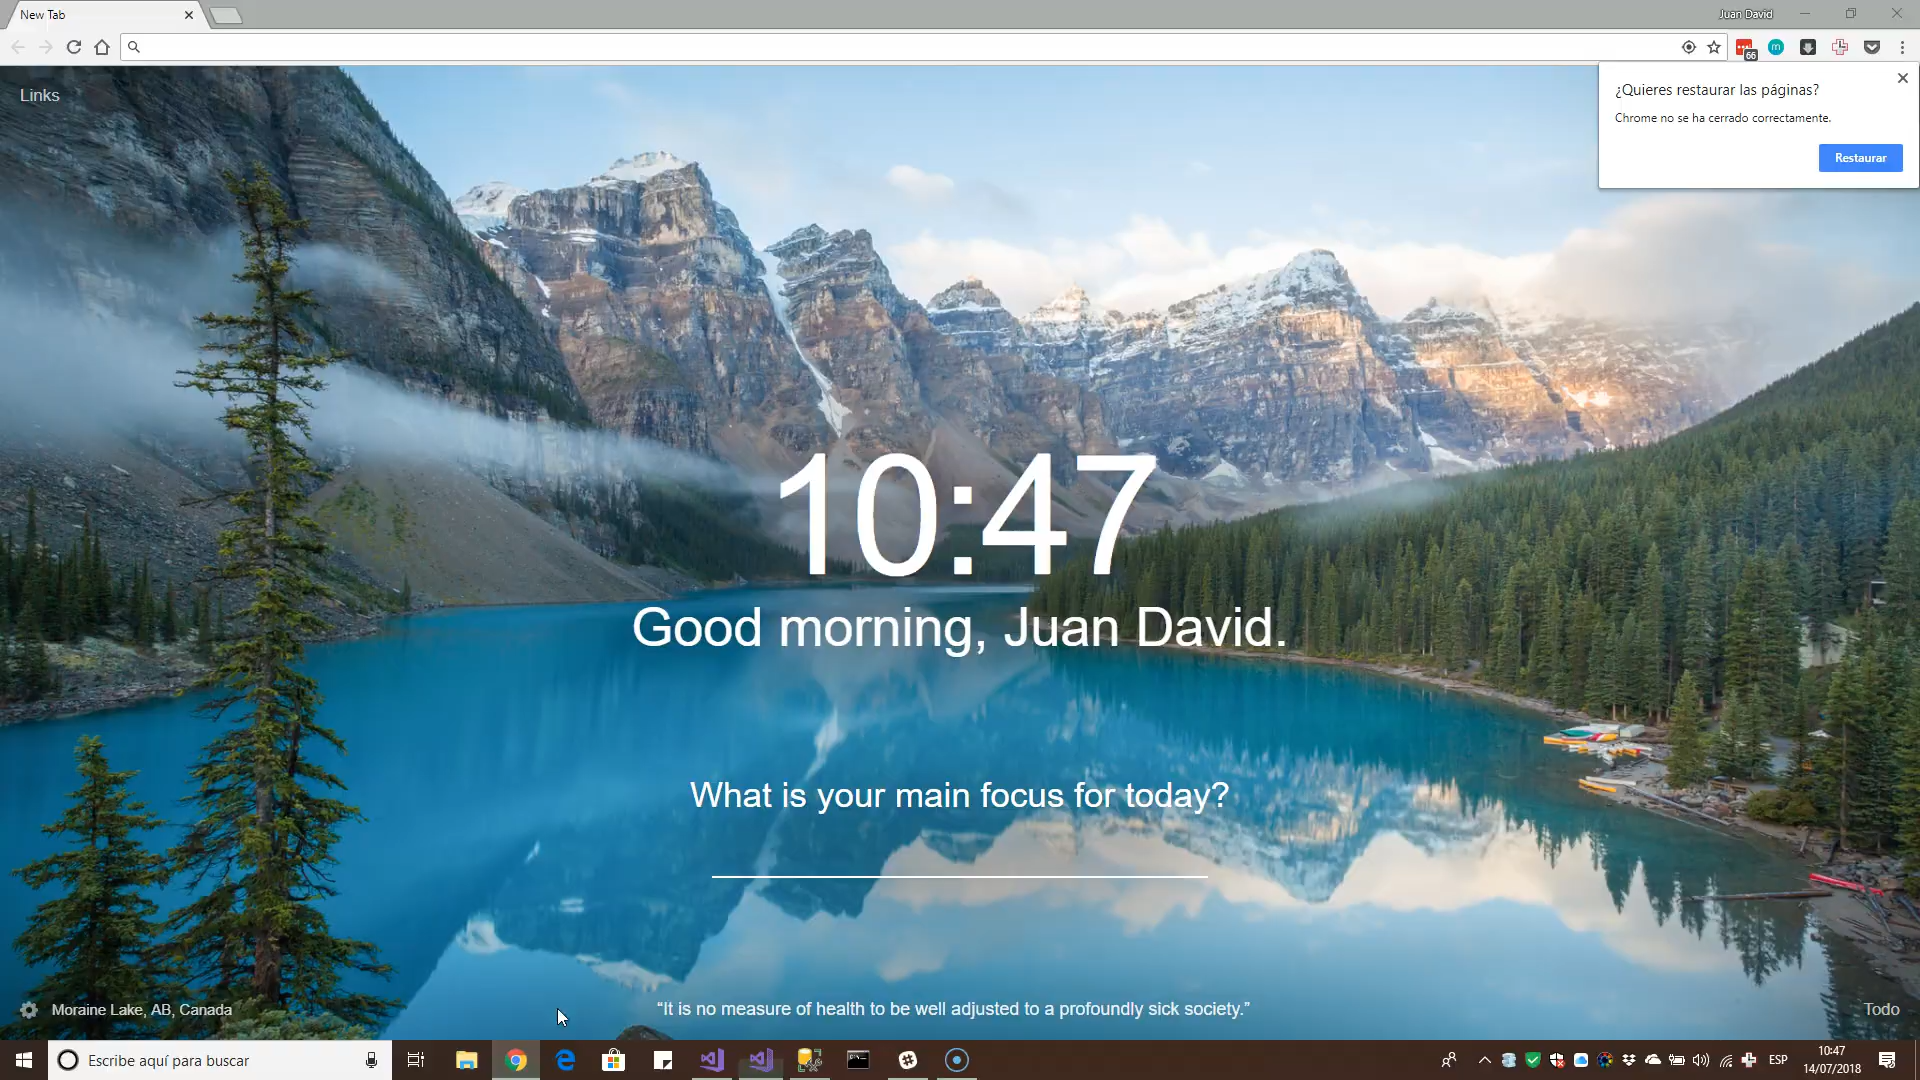 New Tab
Juan David
66
m
Links
¿Quieres restaurar las páginas?
Chrome no se ha cerrado correctamente.
Restaurar
10:47
Good morning, Juan David.
What is your main focus for today?
Moraine Lake, AB, Canada
“It is no measure of health to be well adjusted to a profoundly sick society.”
Todo
Escribe aquí para buscar
ESP
10:47
14/07/2018